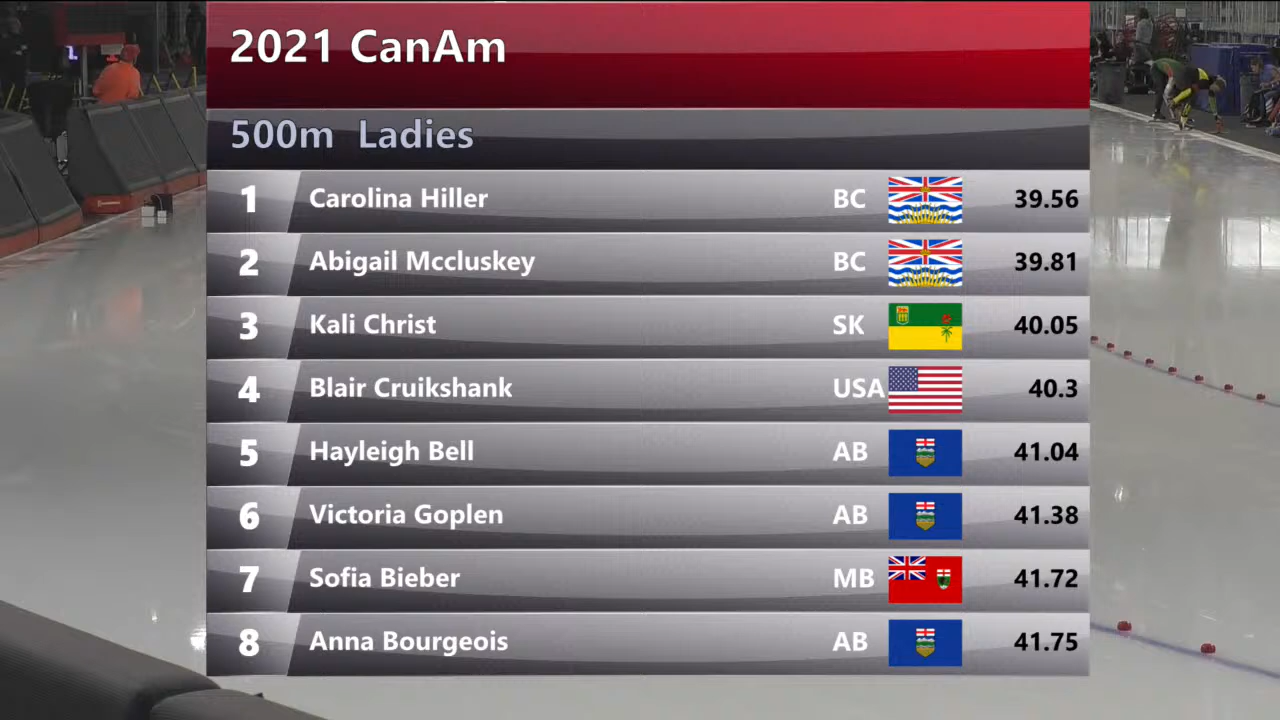 2021 CanAm
500m Ladies
1 Carolina Hiller BC 39.56
2 Abigail Mccluskey BC 39.81
3 Kali Christ SK 40.05
4 Blair Cruikshank USA 40.3
5 Hayleigh Bell AB 41.04
6 Victoria Goplen AB 41.38
7 Sofia Bieber MB 41.72
8 Anna Bourgeois AB 41.75